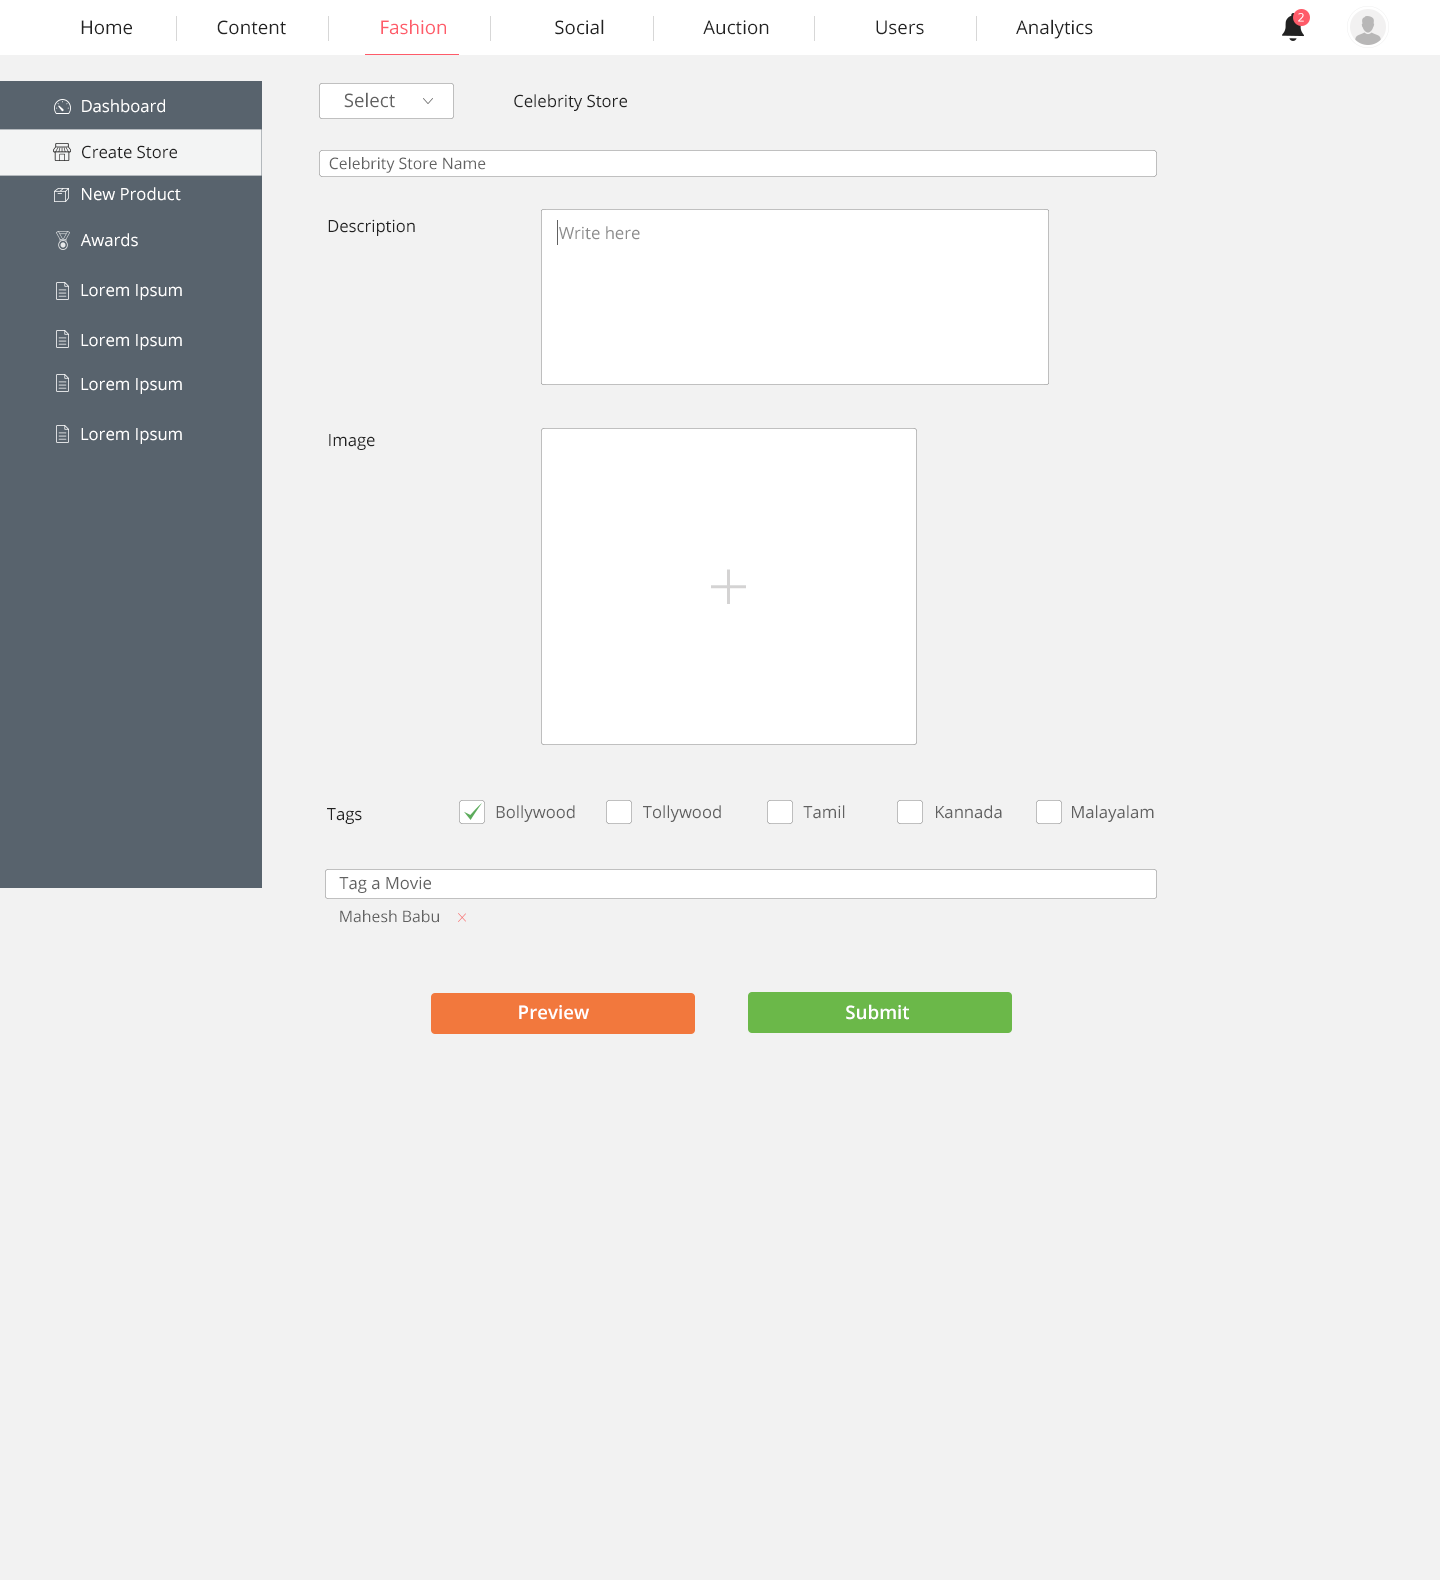 Home Content Fashion Social Auction Users Analytics 2
Dashboard
Create Store
New Product
Awards
Lorem Ipsum
Lorem Ipsum
Lorem Ipsum
Lorem Ipsum
Select Celebrity Store
Celebrity Store Name
Description
Write here
Image
Tags Bollywood Tollywood Tamil Kannada Malayalam
Tag a Movie
Mahesh Babu
Preview Submit